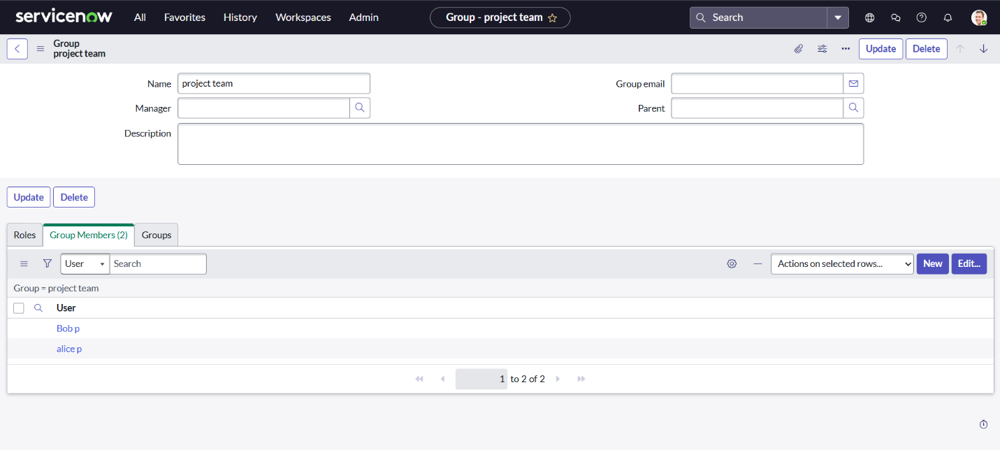 servicenow All Favorites History Workspaces Admin Group - project team Search
Group
project team
Update Delete
Name project team Group email
Manager Parent
Description
Update Delete
Roles Group Members (2) Groups
User Search Actions on selected rows... New Edit...
Group = project team
User
Bob p
alice p
1 to 2 of 2